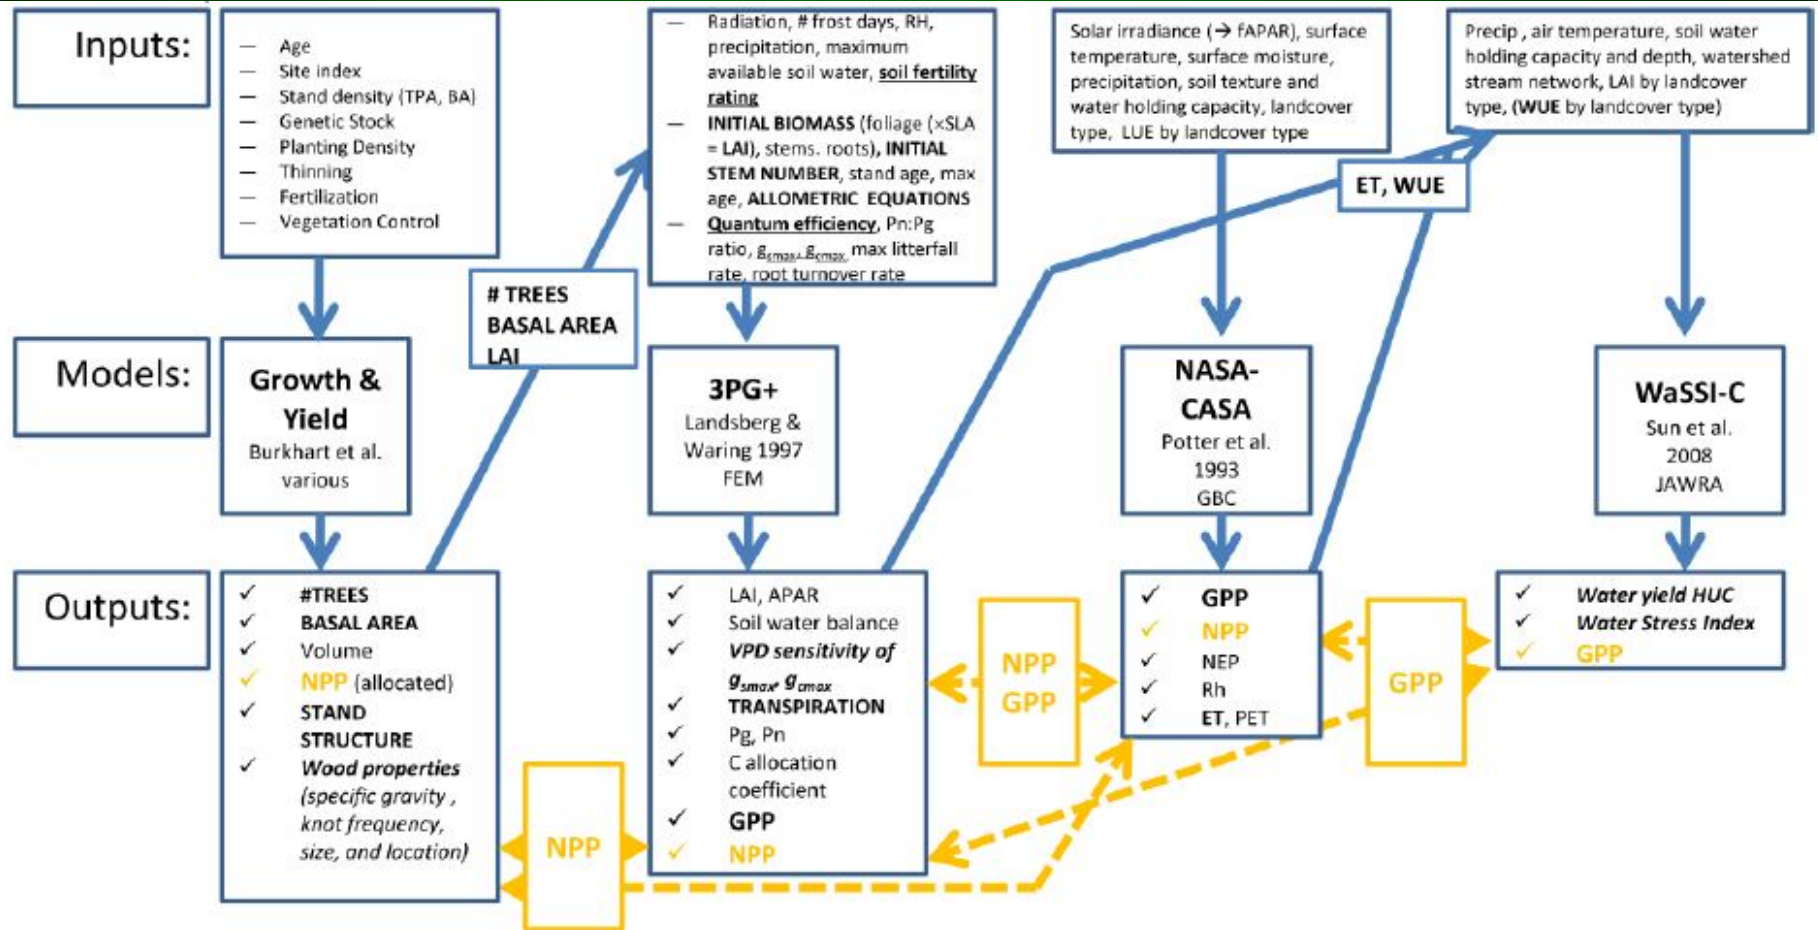 Inputs:
— Age
— Site index
— Stand density (TPA, BA)
— Genetic Stock
— Planting Density
— Thinning
— Fertilization
— Vegetation Control
— Radiation, # frost days, RH,
precipitation, maximum
available soil water, soil fertility
rating
— INITIAL BIOMASS (foliage (×SLA
= LAI), stems. roots), INITIAL
STEM NUMBER, stand age, max
age, ALLOMETRIC EQUATIONS
— Quantum efficiency, Pn:Pg
ratio, gcmax, gcmax, max litterfall
rate, root turnover rate
Solar irradiance (→ fAPAR), surface
temperature, surface moisture,
precipitation, soil texture and
water holding capacity, landcover
type, LUE by landcover type
Precip , air temperature, soil water
holding capacity and depth, watershed
stream network, LAI by landcover
type, (WUE by landcover type)
# TREES
BASAL AREA
LAI
ET, WUE
Models:
Growth &
Yield
Burkhart et al.
various
3PG+
Landsberg &
Waring 1997
FEM
NASA-
CASA
Potter et al.
1993
GBC
WaSSI-C
Sun et al.
2008
JAWRA
Outputs:
✓ #TREES
✓ BASAL AREA
✓ Volume
✓ NPP (allocated)
✓ STAND
STRUCTURE
✓ Wood properties
(specific gravity ,
knot frequency,
size, and location)
NPP
✓ LAI, APAR
✓ Soil water balance
✓ VPD sensitivity of
gsmax, gcmax
✓ TRANSPIRATION
✓ Pg, Pn
✓ C allocation
coefficient
✓ GPP
✓ NPP
NPP
GPP
✓ GPP
✓ NPP
✓ NEP
✓ Rh
✓ ET, PET
GPP
✓ Water yield HUC
✓ Water Stress Index
✓ GPP